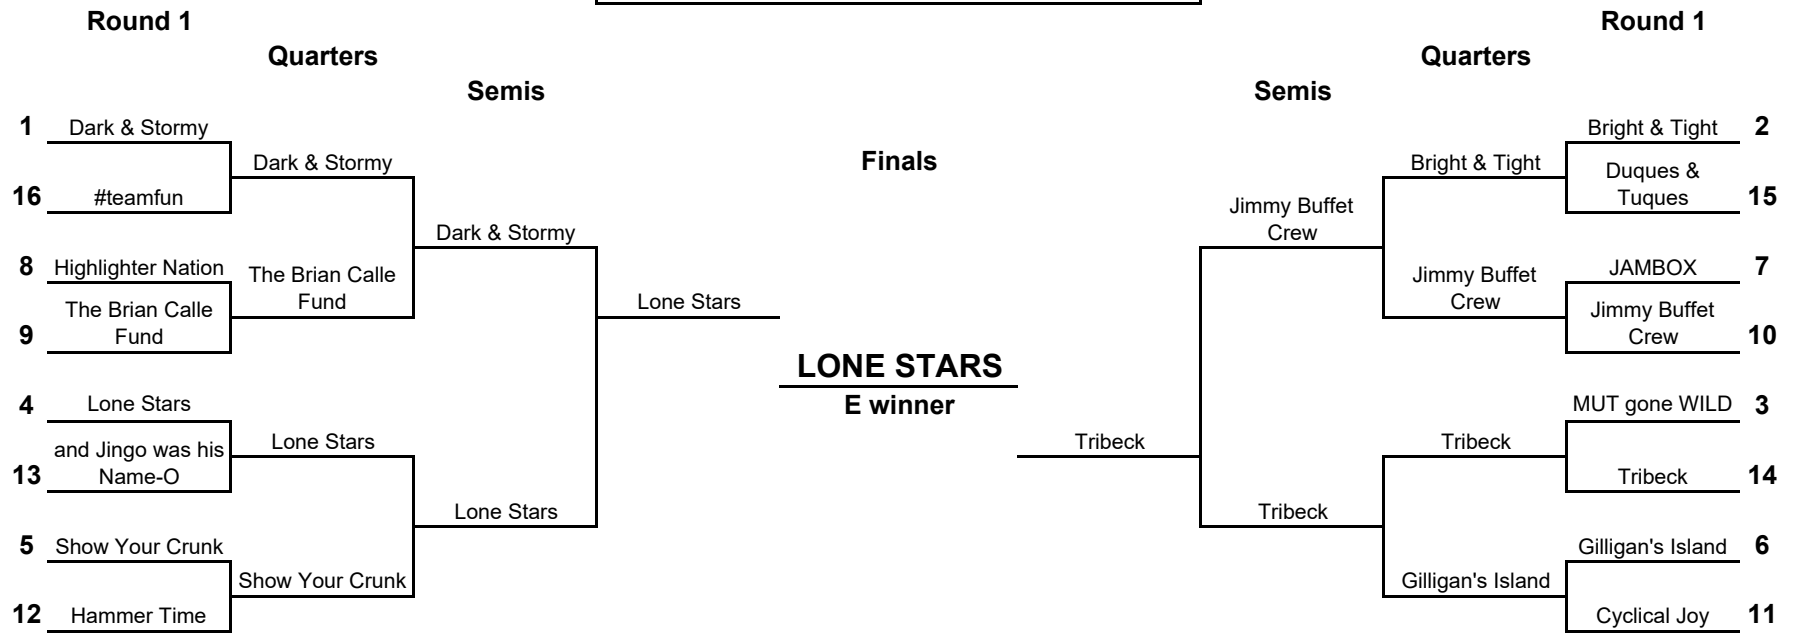 Round 1
Round 1
Quarters
Quarters
Semis
Semis
1
Dark & Stormy
Bright & Tight
2
Dark & Stormy
Finals
Bright & Tight
16
#teamfun
Duques &
Tuques
15
Dark & Stormy
Jimmy Buffet
Crew
8
Highlighter Nation
The Brian Calle
Fund
Jimmy Buffet
Crew
JAMBOX
7
Lone Stars
9
The Brian Calle
Fund
Jimmy Buffet
Crew
10
LONE STARS
E winner
4
Lone Stars
MUT gone WILD
3
Lone Stars
Tribeck
Tribeck
13
and Jingo was his
Name-O
Tribeck
14
Lone Stars
Tribeck
5
Show Your Crunk
Gilligan's Island
6
Show Your Crunk
Gilligan's Island
12
Hammer Time
Cyclical Joy
11